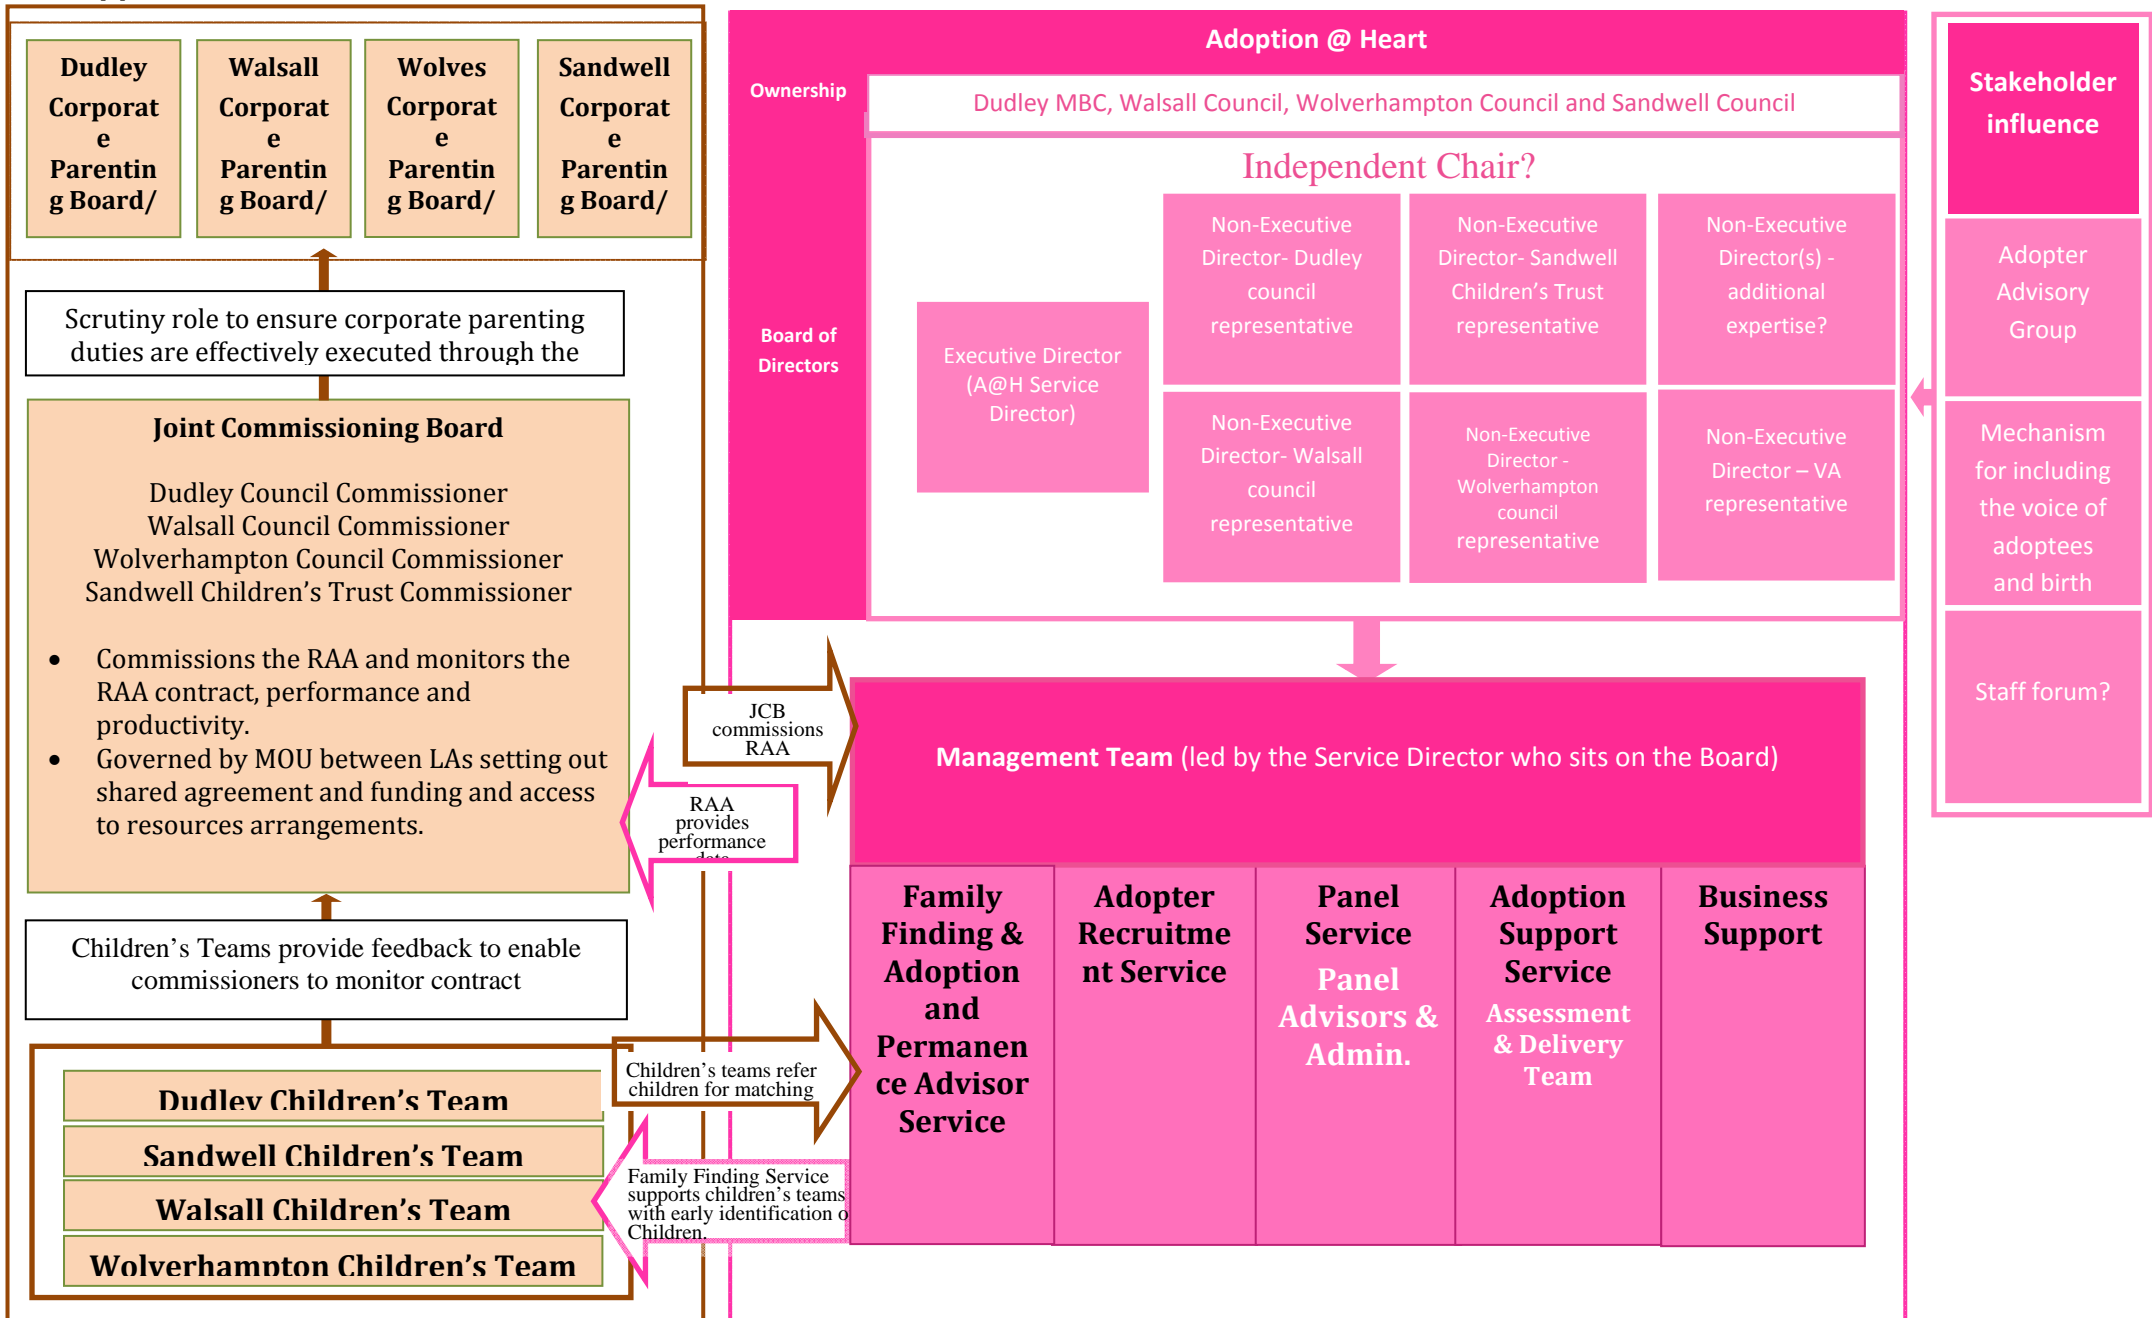 Dudley
Corporat
e
Parentin
g Board/
Walsall
Corporat
e
Parentin
g Board/
Wolves
Corporat
e
Parentin
g Board/
Sandwell
Corporat
e
Parentin
g Board/
Scrutiny role to ensure corporate parenting
duties are effectively executed through the
Joint Commissioning Board
Dudley Council Commissioner
Walsall Council Commissioner
Wolverhampton Council Commissioner
Sandwell Children's Trust Commissioner
• Commissions the RAA and monitors the
RAA contract, performance and
productivity.
• Governed by MOU between LAs setting out
shared agreement and funding and access
to resources arrangements.
Children's Teams provide feedback to enable
commissioners to monitor contract
Dudley Children's Team
Sandwell Children's Team
Walsall Children's Team
Wolverhampton Children's Team
JCB
commissions
RAA
RAA
provides
performance
data
Children's teams refer
children for matching
Family Finding Service
supports children's teams
with early identification o
Children.
Adoption @ Heart
Ownership
Dudley MBC, Walsall Council, Wolverhampton Council and Sandwell Council
Board of
Directors
Independent Chair?
Executive Director
(A@H Service
Director)
Non-Executive
Director- Dudley
council
representative
Non-Executive
Director- Sandwell
Children's Trust
representative
Non-Executive
Director(s) -
additional
expertise?
Non-Executive
Director- Walsall
council
representative
Non-Executive
Director -
Wolverhampton
council
representative
Non-Executive
Director – VA
representative
Management Team (led by the Service Director who sits on the Board)
Family
Finding &
Adoption
and
Permanen
ce Advisor
Service
Adopter
Recruitme
nt Service
Panel
Service
Panel
Advisors &
Admin.
Adoption
Support
Service
Assessment
& Delivery
Team
Business
Support
Stakeholder
influence
Adopter
Advisory
Group
Mechanism
for including
the voice of
adoptees
and birth
Staff forum?